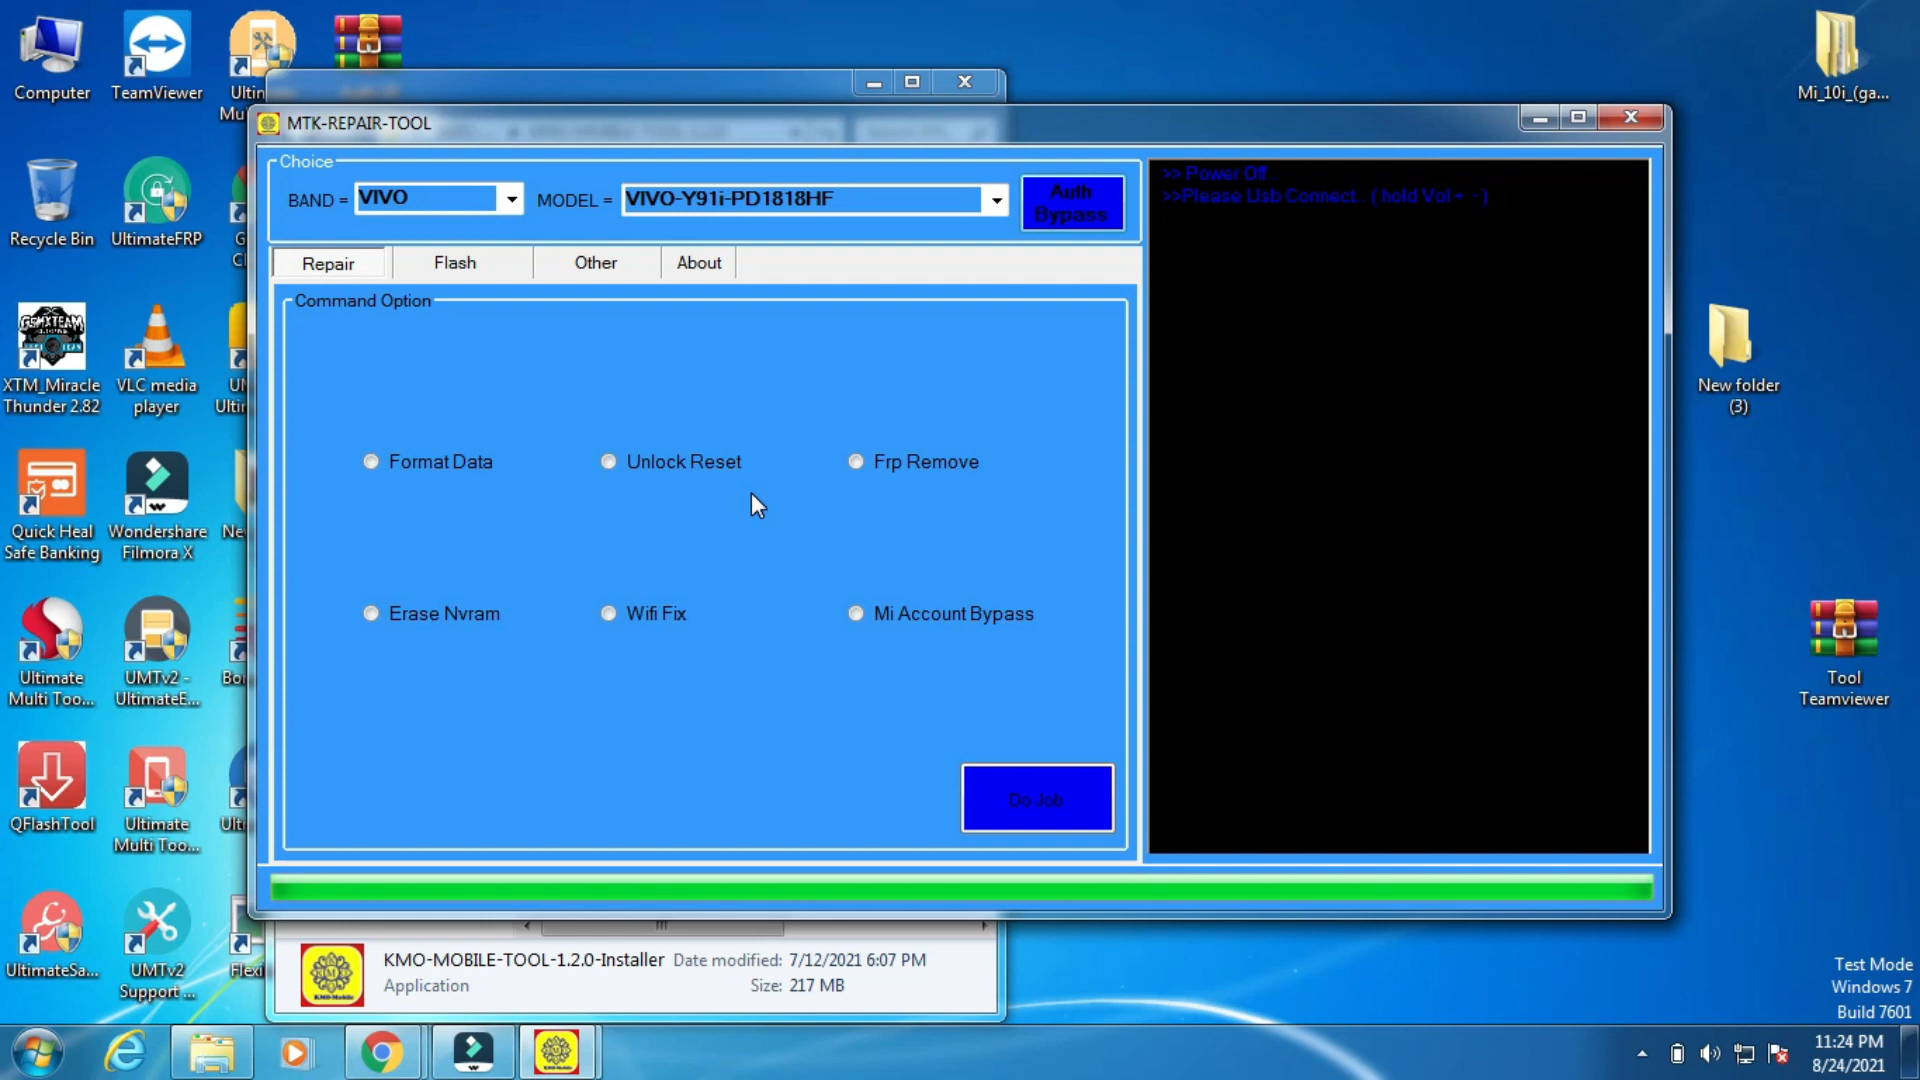 Computer
TeamViewer
Mi_10i_(ga...
MTK-REPAIR-TOOL
Choice
BAND =
VIVO
MODEL =
VIVO-Y91i-PD1818HF
Auth
Bypass
>> Power Off
>>Please Usb Connect.. ( hold Vol + - )
Recycle Bin
UltimateFRP
Repair
Flash
Other
About
Command Option
XTM_Miracle
Thunder 2.82
VLC media
player
New folder
(3)
Format Data
Unlock Reset
Frp Remove
Quick Heal
Safe Banking
Wondershare
Filmora X
Erase Nvram
Wifi Fix
Mi Account Bypass
Ultimate
Multi Too...
UMTv2 -
UltimateE...
Tool
Teamviewer
Do Job
QFlashTool
Ultimate
Multi Too...
UltimateSa...
UMTv2
Support ...
Flexi
KMO-MOBILE-TOOL-1.2.0-Installer
Date modified: 7/12/2021 6:07 PM
Application
Size: 217 MB
Test Mode
Windows 7
Build 7601
11:24 PM
8/24/2021